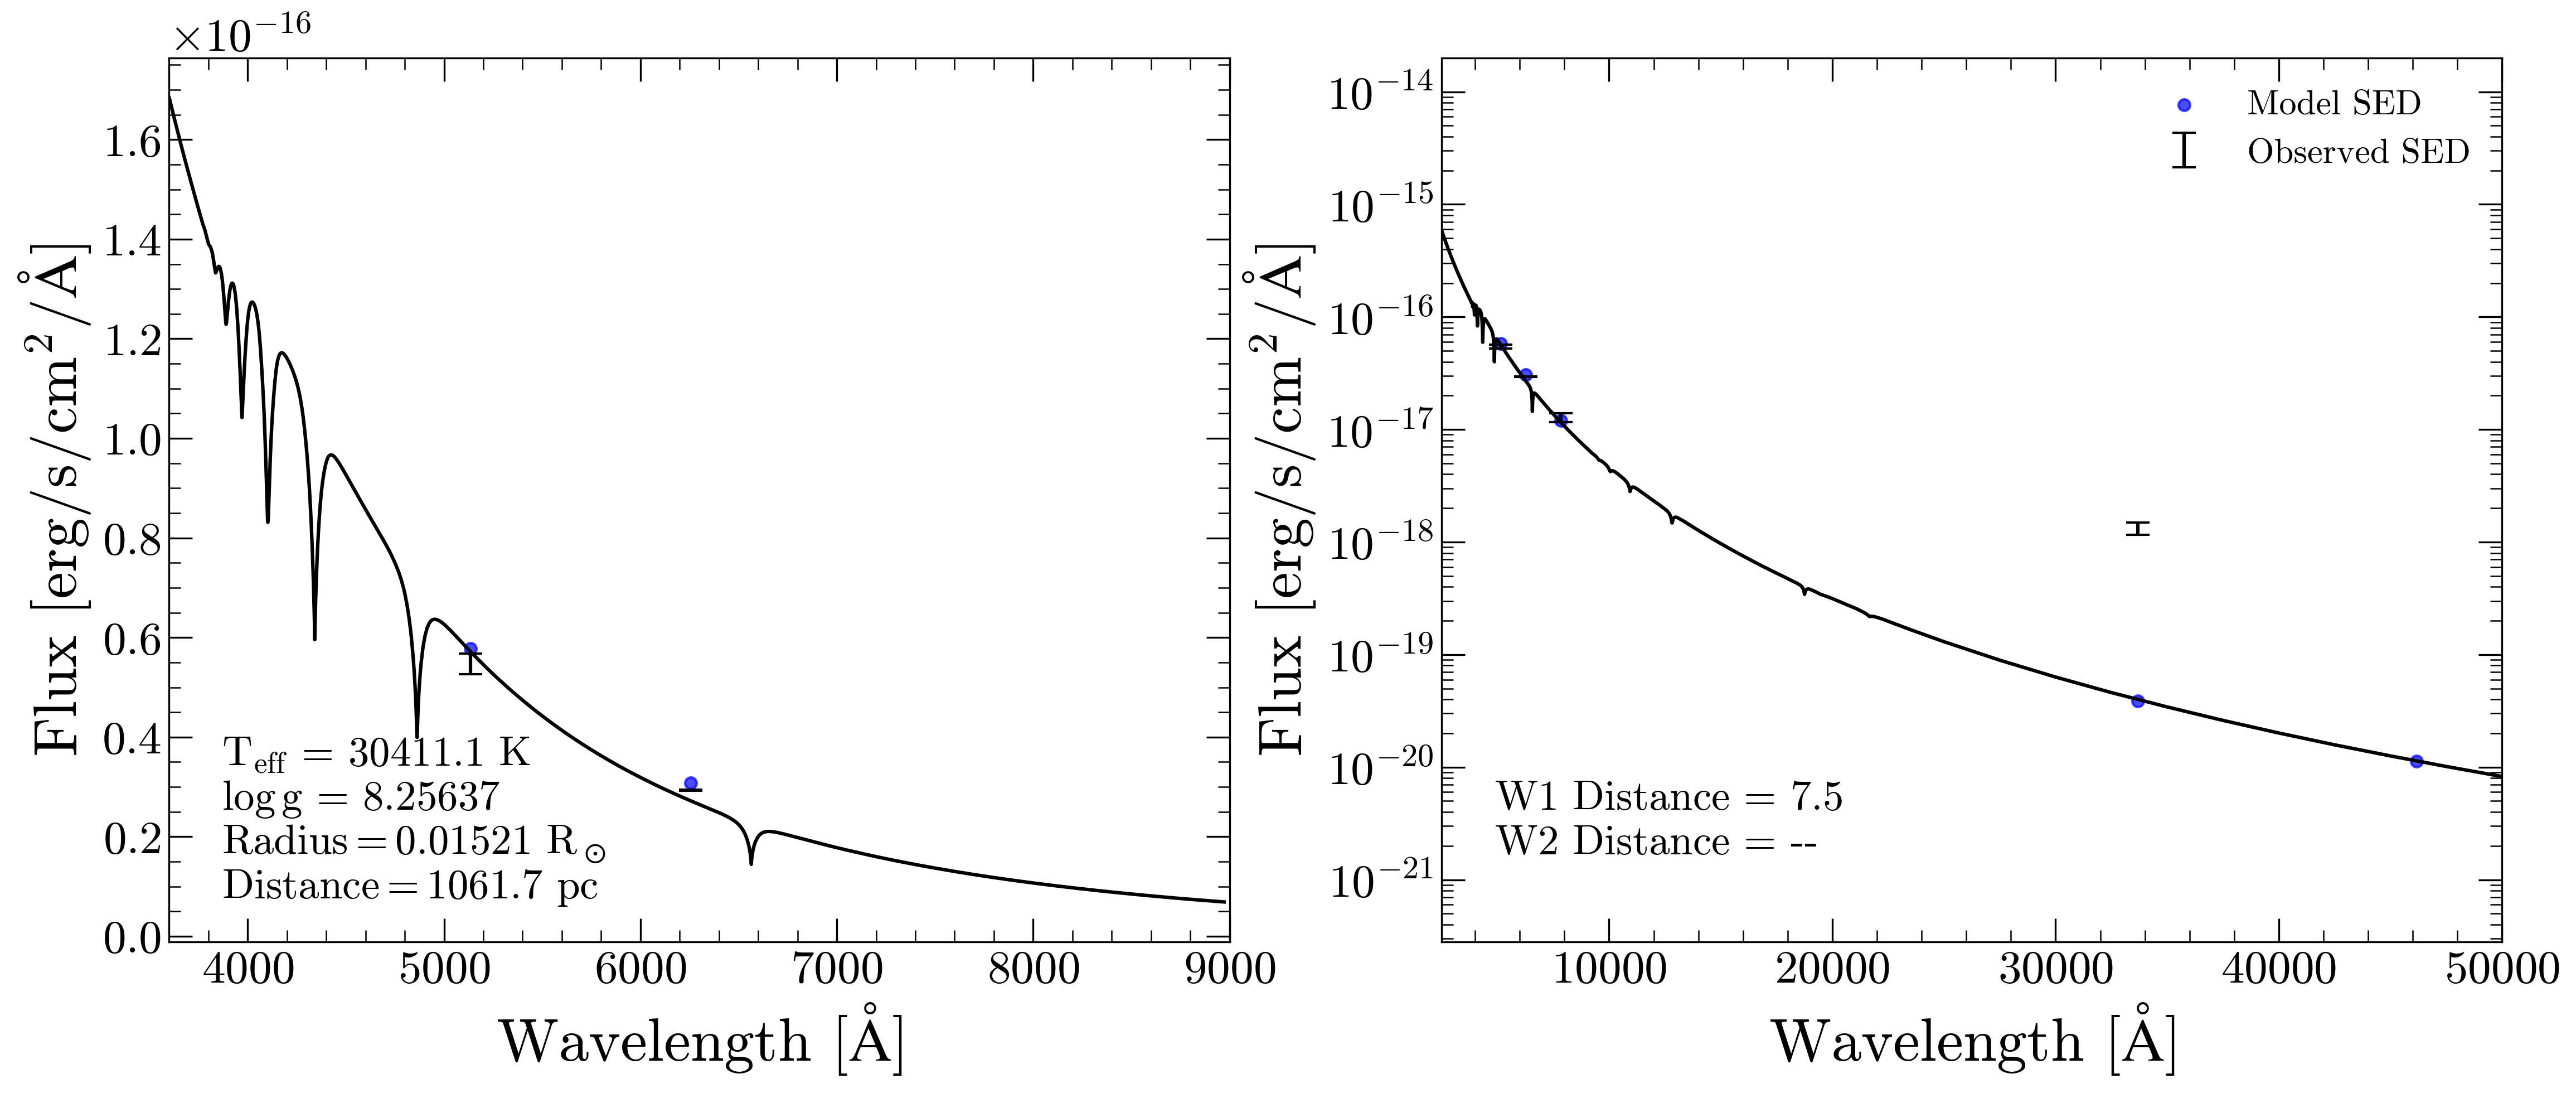 ×10⁻¹⁶
Flux [erg/s/cm²/Å]
1.6
1.4
1.2
1.0
0.8
0.6
0.4
0.2
0.0
T_eff = 30411.1 K
log g = 8.25637
Radius = 0.01521 R_⊙
Distance = 1061.7 pc
4000 5000 6000 7000 8000 9000
Wavelength [Å]
Flux [erg/s/cm²/Å]
10⁻¹⁴
10⁻¹⁵
10⁻¹⁶
10⁻¹⁷
10⁻¹⁸
10⁻¹⁹
10⁻²⁰
10⁻²¹
Model SED
Observed SED
W1 Distance = 7.5
W2 Distance = --
10000 20000 30000 40000 50000
Wavelength [Å]